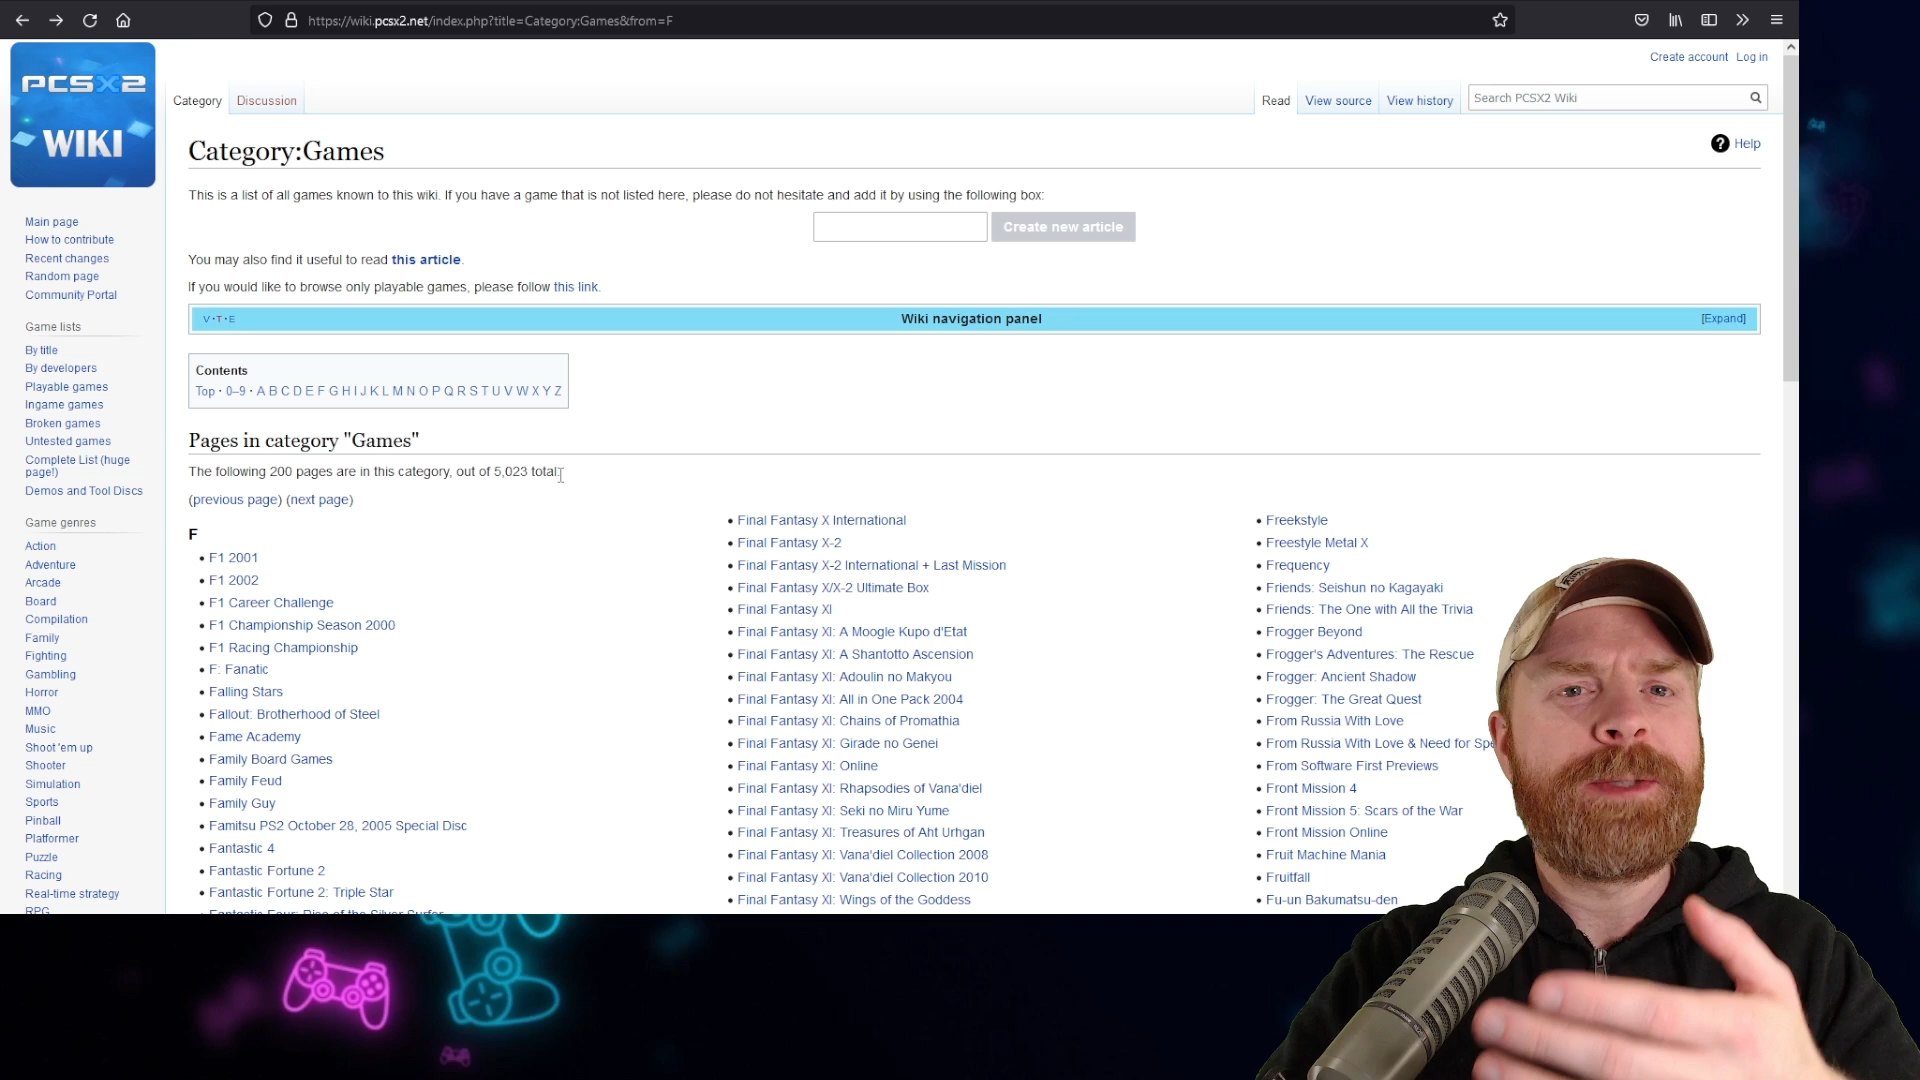 https://wiki.pcsx2.net/index.php?title=Category:Games&from=F
PCSX2
WIKI
Create account Log in
Category Discussion
Read View source View history
Search PCSX2 Wiki
Category:Games
Help
This is a list of all games known to this wiki. If you have a game that is not listed here, please do not hesitate and add it by using the following box:
Create new article
You may also find it useful to read this article.
If you would like to browse only playable games, please follow this link.
V · T · E
Wiki navigation panel
[Expand]
Contents
Top · 0–9 · A B C D E F G H I J K L M N O P Q R S T U V W X Y Z
Pages in category "Games"
The following 200 pages are in this category, out of 5,023 total.
(previous page) (next page)
F
F1 2001
F1 2002
F1 Career Challenge
F1 Championship Season 2000
F1 Racing Championship
F: Fanatic
Falling Stars
Fallout: Brotherhood of Steel
Fame Academy
Family Board Games
Family Feud
Family Guy
Famitsu PS2 October 28, 2005 Special Disc
Fantastic 4
Fantastic Fortune 2
Fantastic Fortune 2: Triple Star
Fantastic Four: Rise of the Silver Surfer
Final Fantasy X International
Final Fantasy X-2
Final Fantasy X-2 International + Last Mission
Final Fantasy X/X-2 Ultimate Box
Final Fantasy XI
Final Fantasy XI: A Moogle Kupo d'Etat
Final Fantasy XI: A Shantotto Ascension
Final Fantasy XI: Adoulin no Makyou
Final Fantasy XI: All in One Pack 2004
Final Fantasy XI: Chains of Promathia
Final Fantasy XI: Girade no Genei
Final Fantasy XI: Online
Final Fantasy XI: Rhapsodies of Vana'diel
Final Fantasy XI: Seki no Miru Yume
Final Fantasy XI: Treasures of Aht Urhgan
Final Fantasy XI: Vana'diel Collection 2008
Final Fantasy XI: Vana'diel Collection 2010
Final Fantasy XI: Wings of the Goddess
Freekstyle
Freestyle Metal X
Frequency
Friends: Seishun no Kagayaki
Friends: The One with All the Trivia
Frogger Beyond
Frogger's Adventures: The Rescue
Frogger: Ancient Shadow
Frogger: The Great Quest
From Russia With Love
From Russia With Love & Need for Spe
From Software First Previews
Front Mission 4
Front Mission 5: Scars of the War
Front Mission Online
Fruit Machine Mania
Fruitfall
Fu-un Bakumatsu-den
Main page
How to contribute
Recent changes
Random page
Community Portal
Game lists
By title
By developers
Playable games
Ingame games
Broken games
Untested games
Complete List (huge
page!)
Demos and Tool Discs
Game genres
Action
Adventure
Arcade
Board
Compilation
Family
Fighting
Gambling
Horror
MMO
Music
Shoot 'em up
Shooter
Simulation
Sports
Pinball
Platformer
Puzzle
Racing
Real-time strategy
RPG